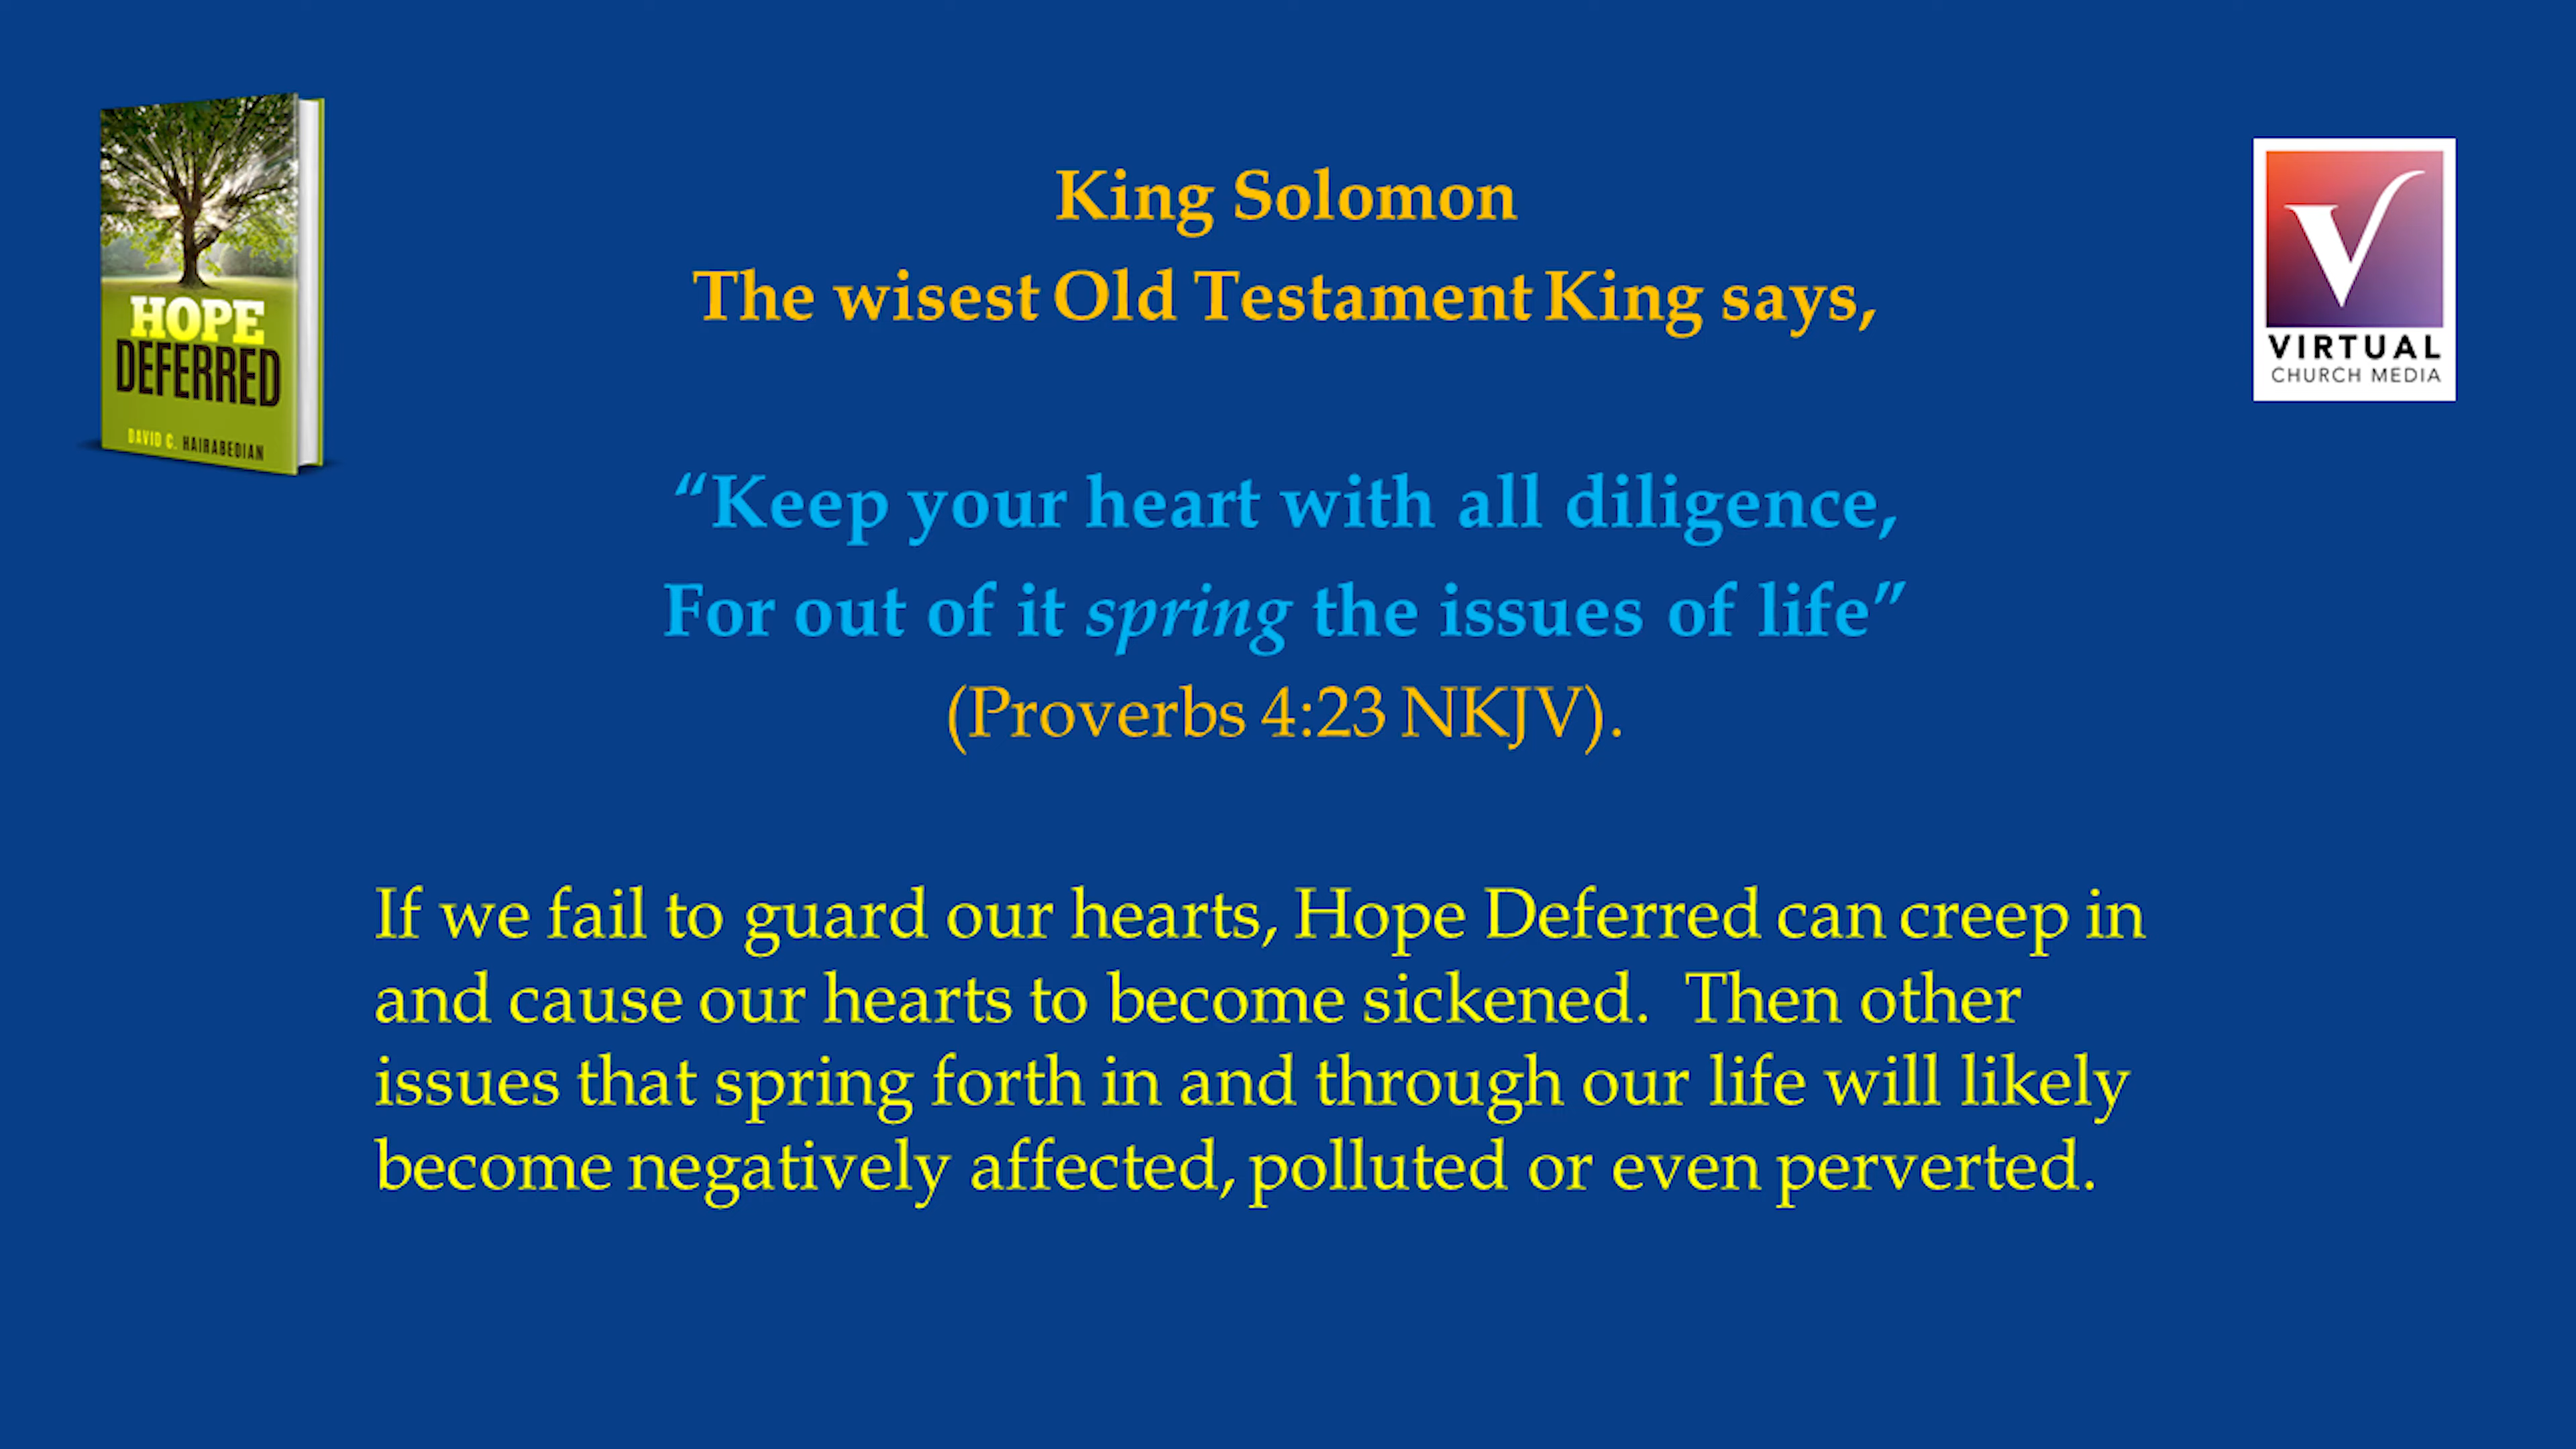 HOPE
DEFERRED
DAVID C. HAIRABEDIAN
King Solomon
The wisest Old Testament King says,
VIRTUAL
CHURCH MEDIA
“Keep your heart with all diligence,
For out of it spring the issues of life”
(Proverbs 4:23 NKJV).
If we fail to guard our hearts, Hope Deferred can creep in
and cause our hearts to become sickened.  Then other
issues that spring forth in and through our life will likely
become negatively affected, polluted or even perverted.